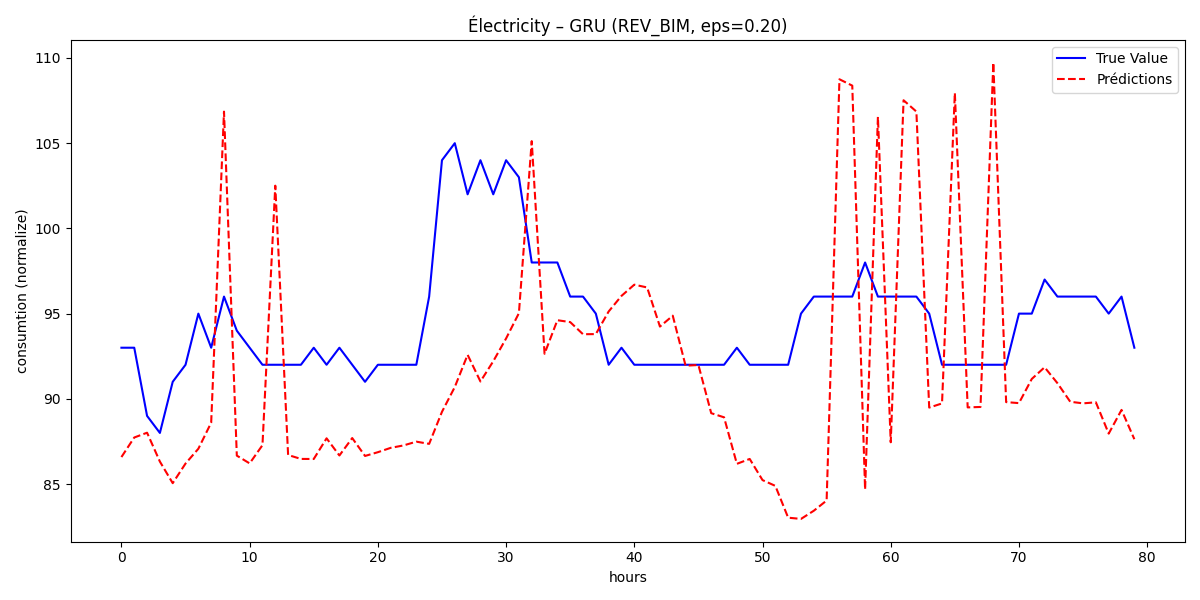 Électricity – GRU (REV_BIM, eps=0.20)
True Value
Prédictions
consumtion (normalize)
110
105
100
95
90
85
0 10 20 30 40 50 60 70 80
hours